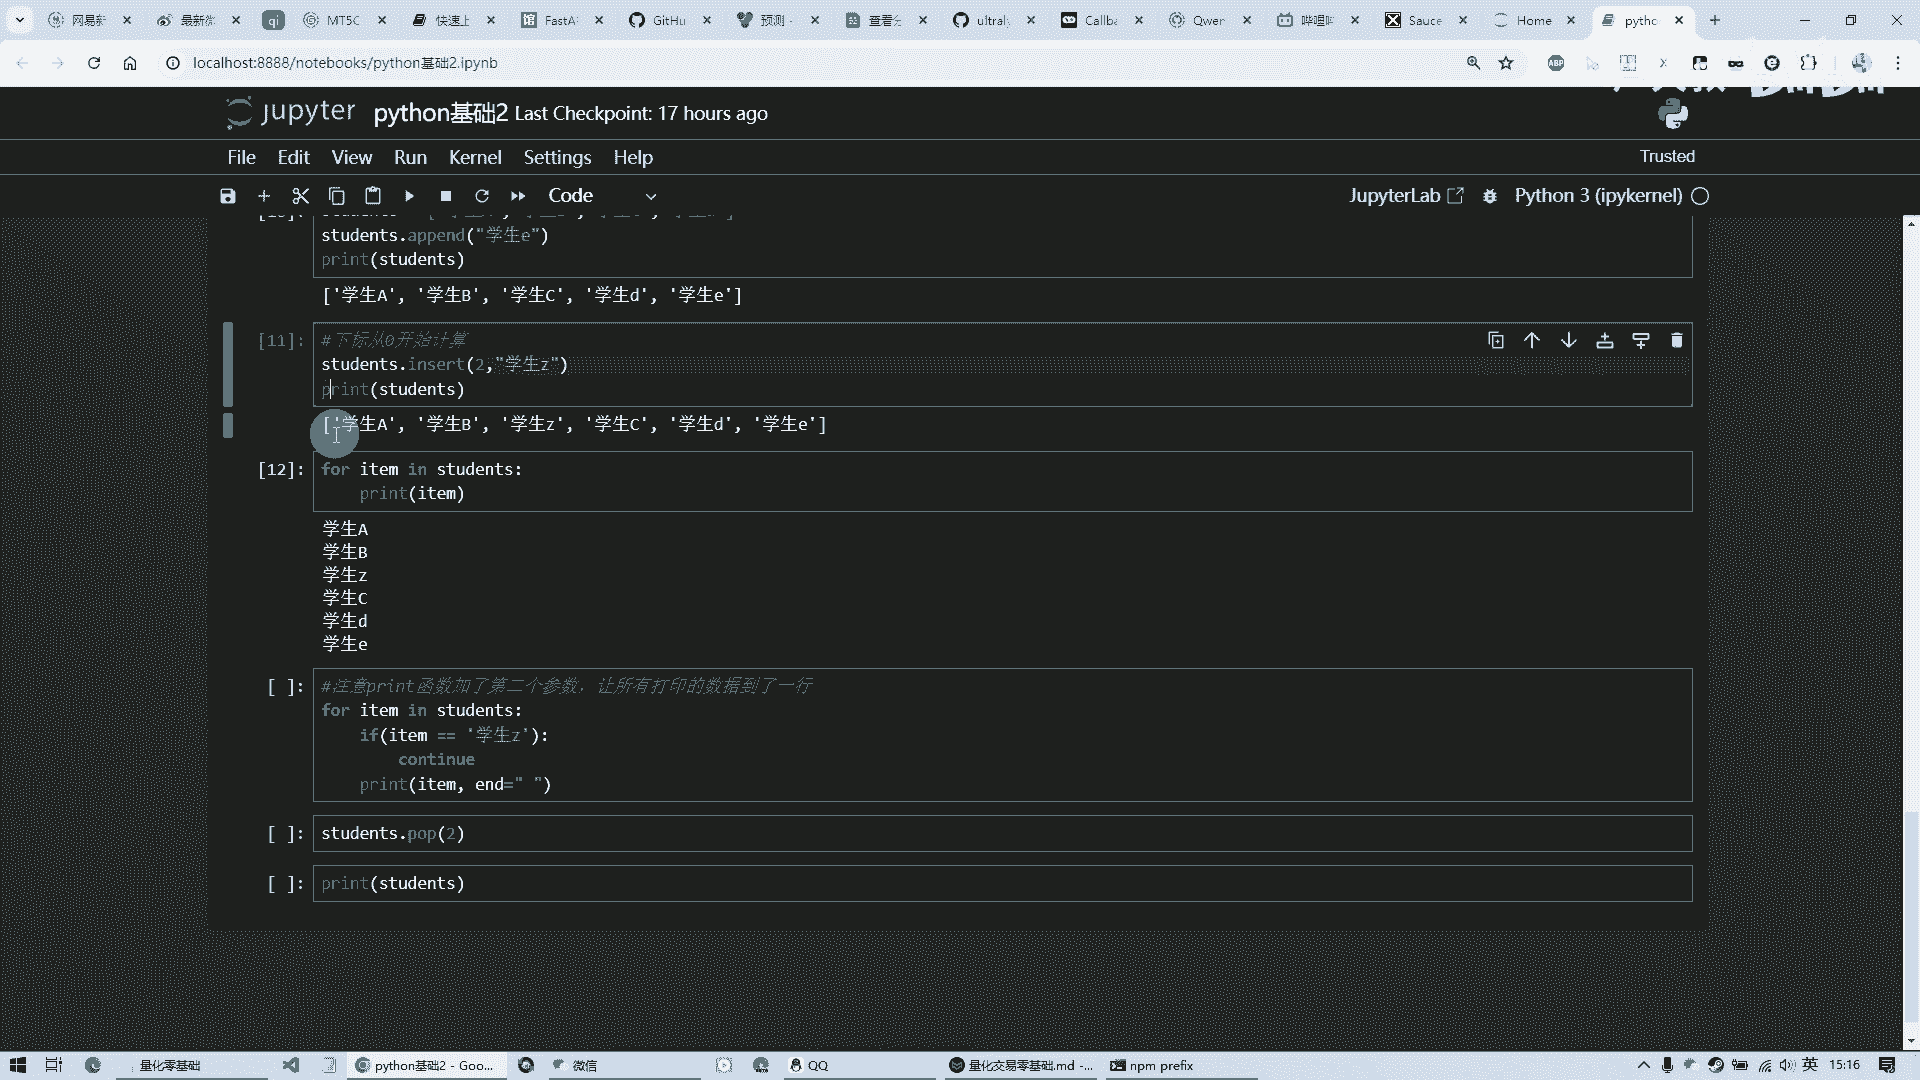 网易新
最新微
qi
MT5C
快速上
FastA
GitHu
预测 -
查看分
ultral
Callba
Qwer
哔哩哔
Sauce
Home
pytho
localhost:8888/notebooks/python基础2.ipynb
ABP
jupyter python基础2 Last Checkpoint: 17 hours ago
File Edit View Run Kernel Settings Help
Trusted
Code
JupyterLab
Python 3 (ipykernel)
students.append("学生e")
print(students)
['学生A', '学生B', '学生C', '学生d', '学生e']
[11]: #下标从0开始计算
students.insert(2,"学生z")
print(students)
['学生A', '学生B', '学生z', '学生C', '学生d', '学生e']
[12]: for item in students:
print(item)
学生A
学生B
学生z
学生C
学生d
学生e
[ ]: #注意print函数加了第二个参数，让所有打印的数据到了一行
for item in students:
if(item == '学生z'):
continue
print(item, end=" ")
[ ]: students.pop(2)
[ ]: print(students)
量化零基础
python基础2 - Goo...
微信
QQ
量化交易零基础.md -...
npm prefix
英
15:16